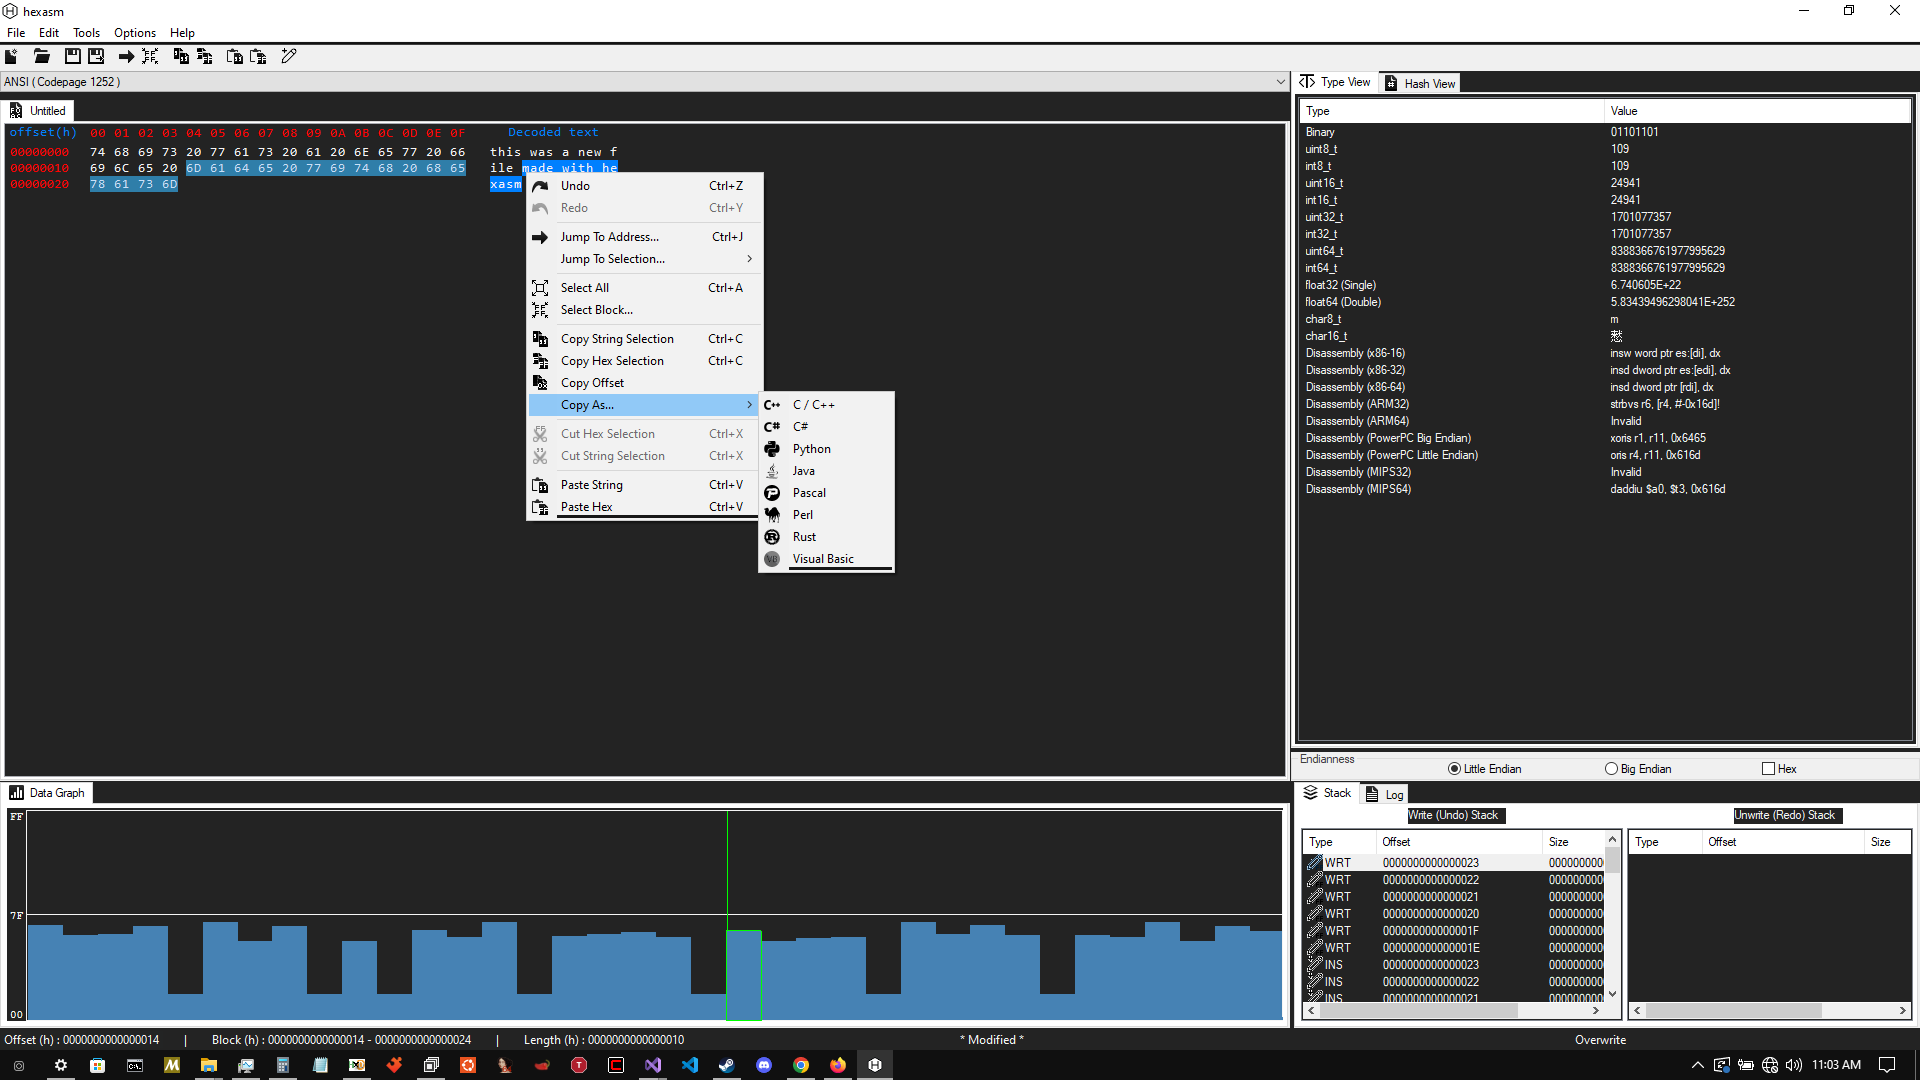 hexasm
File Edit Tools Options Help
ANSI ( Codepage 1252 )
Untitled
offset(h) 00 01 02 03 04 05 06 07 08 09 0A 0B 0C 0D 0E 0F Decoded text
00000000 74 68 69 73 20 77 61 73 20 61 20 6E 65 77 20 66 this was a new f
00000010 69 6C 65 20 6D 61 64 65 20 77 69 74 68 20 68 65 ile made with he
00000020 78 61 73 6D xasm
Undo Ctrl+Z
Redo Ctrl+Y
Jump To Address... Ctrl+J
Jump To Selection...
Select All Ctrl+A
Select Block...
Copy String Selection Ctrl+C
Copy Hex Selection Ctrl+C
Copy Offset
Copy As...
Cut Hex Selection Ctrl+X
Cut String Selection Ctrl+X
Paste String Ctrl+V
Paste Hex Ctrl+V
C / C++
C#
Python
Java
Pascal
Perl
Rust
Visual Basic
Type View Hash View
Type Value
Binary 01101101
uint8_t 109
int8_t 109
uint16_t 24941
int16_t 24941
uint32_t 1701077357
int32_t 1701077357
uint64_t 8388366761977995629
int64_t 8388366761977995629
float32 (Single) 6.740605E+22
float64 (Double) 5.83439496298041E+252
char8_t m
char16_t 慭
Disassembly (x86-16) insw word ptr es:[di], dx
Disassembly (x86-32) insd dword ptr es:[edi], dx
Disassembly (x86-64) insd dword ptr [rdi], dx
Disassembly (ARM32) strbvs r6, [r4, #-0x16d]!
Disassembly (ARM64) Invalid
Disassembly (PowerPC Big Endian) xoris r1, r11, 0x6465
Disassembly (PowerPC Little Endian) oris r4, r11, 0x616d
Disassembly (MIPS32) Invalid
Disassembly (MIPS64) daddiu $a0, $t3, 0x616d
Endianness
Little Endian Big Endian Hex
Data Graph
FF
7F
00
Stack Log
Write (Undo) Stack Unwrite (Redo) Stack
Type Offset Size Type Offset Size
WRT 0000000000000023 000000000
WRT 0000000000000022 000000000
WRT 0000000000000021 000000000
WRT 0000000000000020 000000000
WRT 000000000000001F 000000000
WRT 000000000000001E 000000000
INS 0000000000000023 000000000
INS 0000000000000022 000000000
INS 0000000000000021 000000000
Offset (h) : 0000000000000014 | Block (h) : 0000000000000014 - 0000000000000024 | Length (h) : 0000000000000010 * Modified * Overwrite
11:03 AM